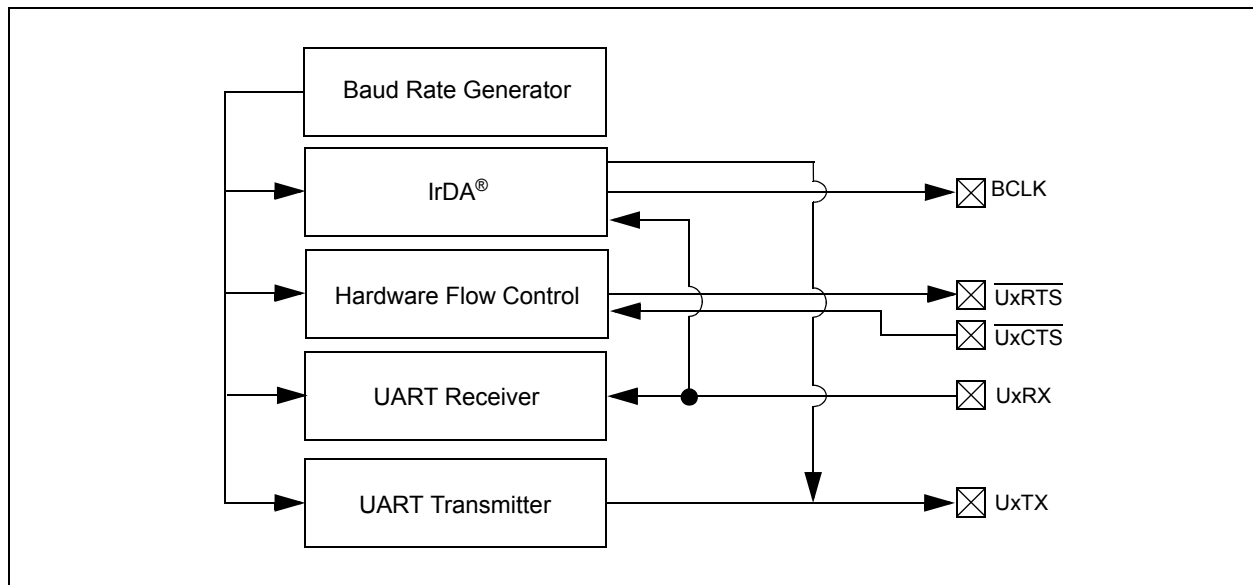 Baud Rate Generator
IrDA®
BCLK
Hardware Flow Control
UxRTS
UxCTS
UART Receiver
UxRX
UART Transmitter
UxTX